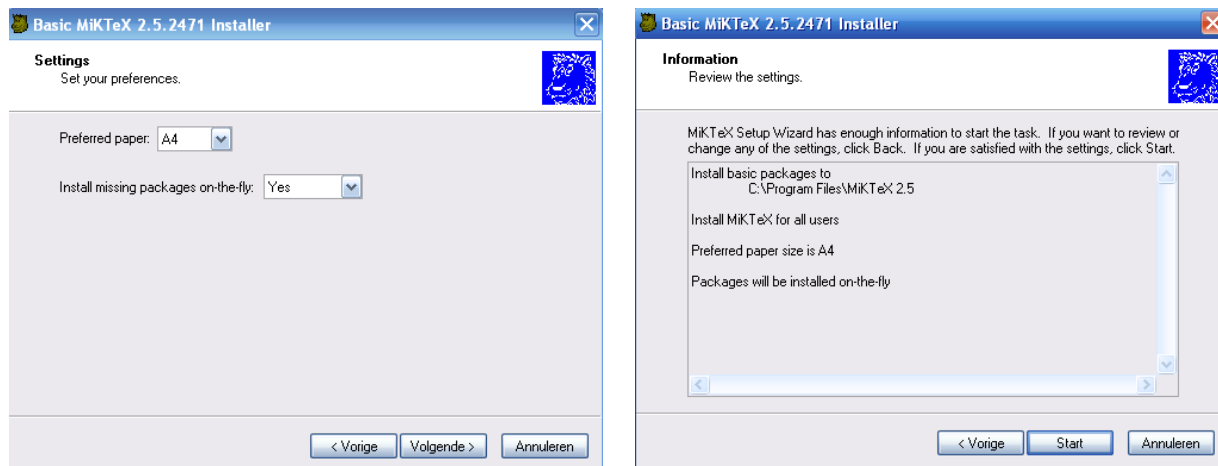 Basic MiKTeX 2.5.2471 Installer
Settings
Set your preferences.
Preferred paper: A4
Install missing packages on-the-fly: Yes
< Vorige Volgende > Annuleren
Basic MiKTeX 2.5.2471 Installer
Information
Review the settings.
MiKTeX Setup Wizard has enough information to start the task. If you want to review or
change any of the settings, click Back. If you are satisfied with the settings, click Start.
Install basic packages to
C:\Program Files\MiKTeX 2.5
Install MiKTeX for all users
Preferred paper size is A4
Packages will be installed on-the-fly
< Vorige Start Annuleren